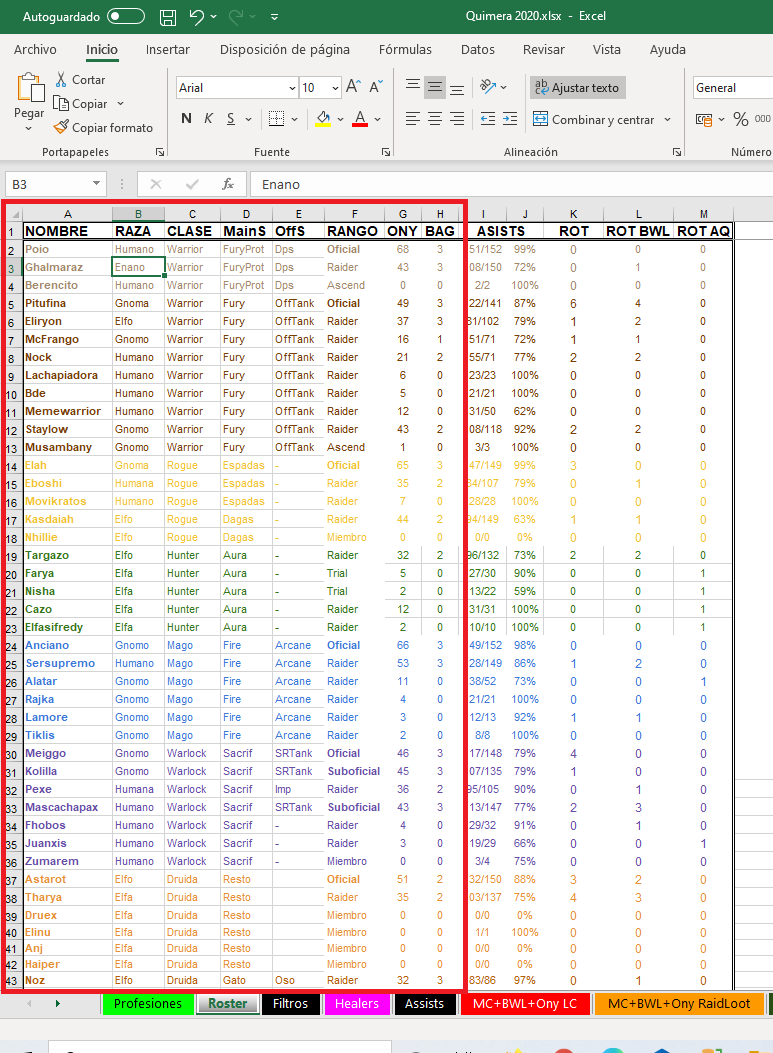 Autoguardado Quimera 2020.xlsx - Excel
Archivo Inicio Insertar Disposición de página Fórmulas Datos Revisar Vista Ayuda
Pegar Cortar Copiar Copiar formato
Arial 10 A A ab Ajustar texto General
N K S A Combinar y centrar % 000
Portapapeles Fuente Alineación Número
B3 fx Enano
A B C D E F G H I J K L M
1 NOMBRE RAZA CLASE MainS OffS RANGO ONY BAG ASISTS ROT ROT BWL ROT AQ
2 Poio Humano Warrior FuryProt Dps Oficial 68 3 51/152 99% 0 0 0
3 Ghalmaraz Enano Warrior FuryProt Dps Raider 43 3 08/150 72% 0 1 0
4 Berencito Humano Warrior FuryProt Dps Ascend 0 3 2/2 100% 0 0 0
5 Pitufina Gnoma Warrior Fury OffTank Oficial 49 3 22/141 87% 6 4 0
6 Eliryon Elfo Warrior Fury OffTank Raider 37 3 81/102 79% 1 2 0
7 McFrango Gnomo Warrior Fury OffTank Raider 16 1 51/71 72% 1 1 0
8 Nock Humano Warrior Fury OffTank Raider 21 2 55/71 77% 2 2 0
9 Lachapiadora Humano Warrior Fury OffTank Raider 6 0 23/23 100% 0 0 0
10 Bde Humano Warrior Fury OffTank Raider 5 0 21/21 100% 0 0 0
11 Memewarrior Humano Warrior Fury OffTank Raider 12 0 31/50 62% 0 0 0
12 Staylow Gnomo Warrior Fury OffTank Raider 43 2 08/118 92% 2 2 0
13 Musambany Gnomo Warrior Fury OffTank Ascend 1 0 3/3 100% 0 0 0
14 Elah Gnoma Rogue Espadas - Oficial 65 3 47/149 99% 3 0 0
15 Eboshi Humana Rogue Espadas - Raider 35 2 84/107 79% 0 1 0
16 Movikratos Humano Rogue Espadas - Raider 7 0 28/28 100% 0 0 0
17 Kasdaiah Elfo Rogue Dagas - Raider 44 2 94/149 63% 1 1 0
18 Nhillie Elfo Rogue Dagas - Miembro 0 0 0/0 0% 0 0 0
19 Targazo Elfo Hunter Aura - Raider 32 2 96/132 73% 2 2 0
20 Farya Elfa Hunter Aura - Trial 5 0 27/30 90% 0 0 1
21 Nisha Elfa Hunter Aura - Trial 2 0 13/22 59% 0 0 1
22 Cazo Elfo Hunter Aura - Raider 12 0 31/31 100% 0 0 1
23 Elfasifredy Elfa Hunter Aura - Raider 2 0 10/10 100% 0 0 1
24 Anciano Gnomo Mago Fire Arcane Oficial 66 3 49/152 98% 0 0 0
25 Sersupremo Humano Mago Fire Arcane Raider 53 3 28/149 86% 1 2 0
26 Alatar Gnomo Mago Fire Arcane Raider 11 0 38/52 73% 0 0 1
27 Rajka Gnomo Mago Fire Arcane Raider 4 0 21/21 100% 0 0 0
28 Lamore Gnomo Mago Fire Arcane Raider 3 0 12/13 92% 1 1 0
29 Tiklis Gnomo Mago Fire Arcane Raider 2 0 8/8 100% 0 0 0
30 Meiggo Gnomo Warlock Sacrif SRTank Oficial 46 3 17/148 79% 4 0 0
31 Kolilla Gnomo Warlock Sacrif SRTank Suboficial 45 3 07/135 79% 1 0 0
32 Pexe Humana Warlock Sacrif Imp Raider 36 2 95/105 90% 0 1 0
33 Mascachapax Humano Warlock Sacrif SRTank Suboficial 43 3 13/147 77% 2 3 0
34 Fhobos Humano Warlock Sacrif - Raider 4 0 29/32 91% 0 1 0
35 Juanxis Humano Warlock Sacrif - Raider 3 0 19/29 66% 0 0 1
36 Zumarem Humano Warlock Sacrif - Miembro 0 0 3/4 75% 0 0 0
37 Astarot Elfo Druida Resto Oficial 51 2 32/150 88% 3 2 0
38 Tharya Elfa Druida Resto Raider 35 2 03/137 75% 4 3 0
39 Druex Elfa Druida Resto Miembro 0 0 0/0 0% 0 0 0
40 Elinu Elfa Druida Resto Miembro 0 0 1/1 100% 0 0 0
41 Anj Elfa Druida Resto Miembro 0 0 0/0 0% 0 0 0
42 Haiper Elfa Druida Resto Miembro 0 0 0/0 0% 0 0 0
43 Noz Elfo Druida Gato Oso Raider 32 3 83/86 97% 0 1 0
Profesiones Roster Filtros Healers Assists MC+BWL+Ony LC MC+BWL+Ony RaidLoot